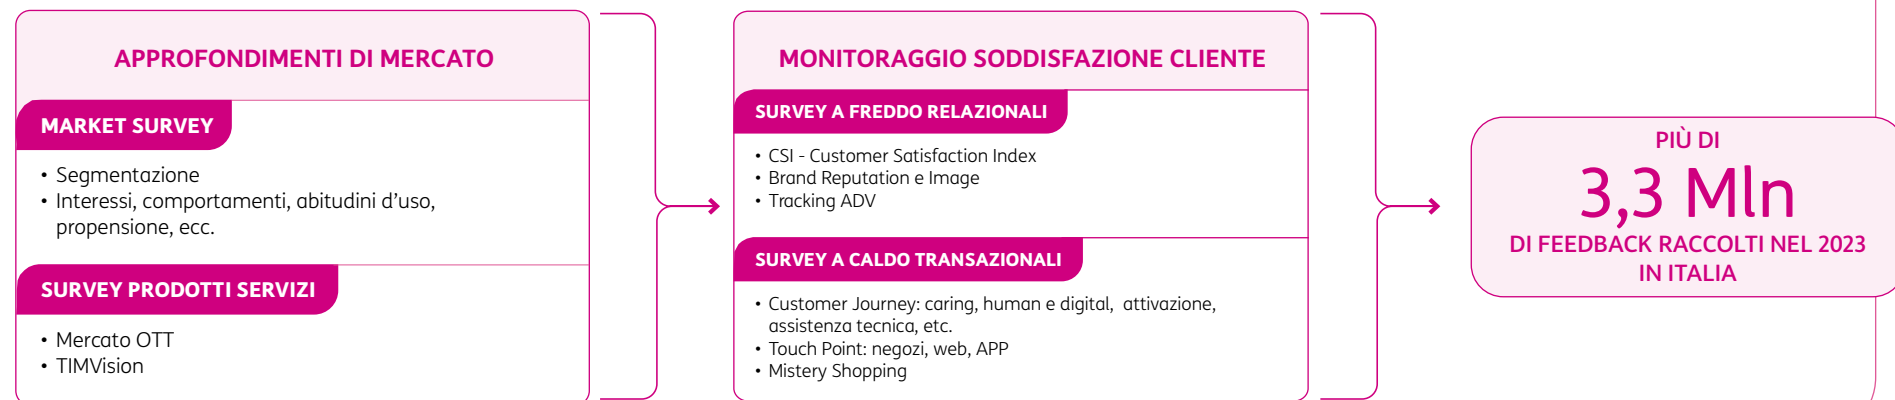 APPROFONDIMENTI DI MERCATO
MARKET SURVEY
• Segmentazione
• Interessi, comportamenti, abitudini d’uso,
propensione, ecc.
SURVEY PRODOTTI SERVIZI
• Mercato OTT
• TIMVision
MONITORAGGIO SODDISFAZIONE CLIENTE
SURVEY A FREDDO RELAZIONALI
• CSI - Customer Satisfaction Index
• Brand Reputation e Image
• Tracking ADV
SURVEY A CALDO TRANSAZIONALI
• Customer Journey: caring, human e digital, attivazione,
assistenza tecnica, etc.
• Touch Point: negozi, web, APP
• Mistery Shopping
PIÙ DI
3,3 Mln
DI FEEDBACK RACCOLTI NEL 2023
IN ITALIA